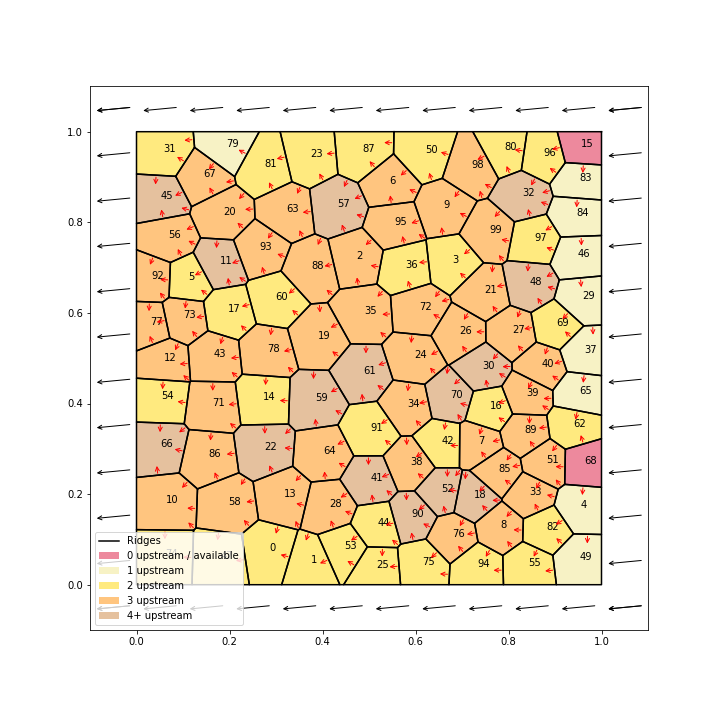 1.0
0.8
0.6
0.4
0.2
0.0
31 79 81 23 87 50 98 80 96 15
67 6 32 83
45 20 63 57 95 9 84
56 11 93 88 2 36 3 99 97 46
92 5 17 60 35 72 21 48 29
77 73 19 26 27 69
12 43 78 61 24 30 40 37
54 71 14 59 34 70 16 39 65
66 86 22 64 91 38 42 7 89 62
10 58 13 28 41 52 18 85 51 68
0 1 53 44 90 76 8 33 4
25 75 94 55 82 49
Ridges
0 upstream / available
1 upstream
2 upstream
3 upstream
4+ upstream
0.0 0.2 0.4 0.6 0.8 1.0